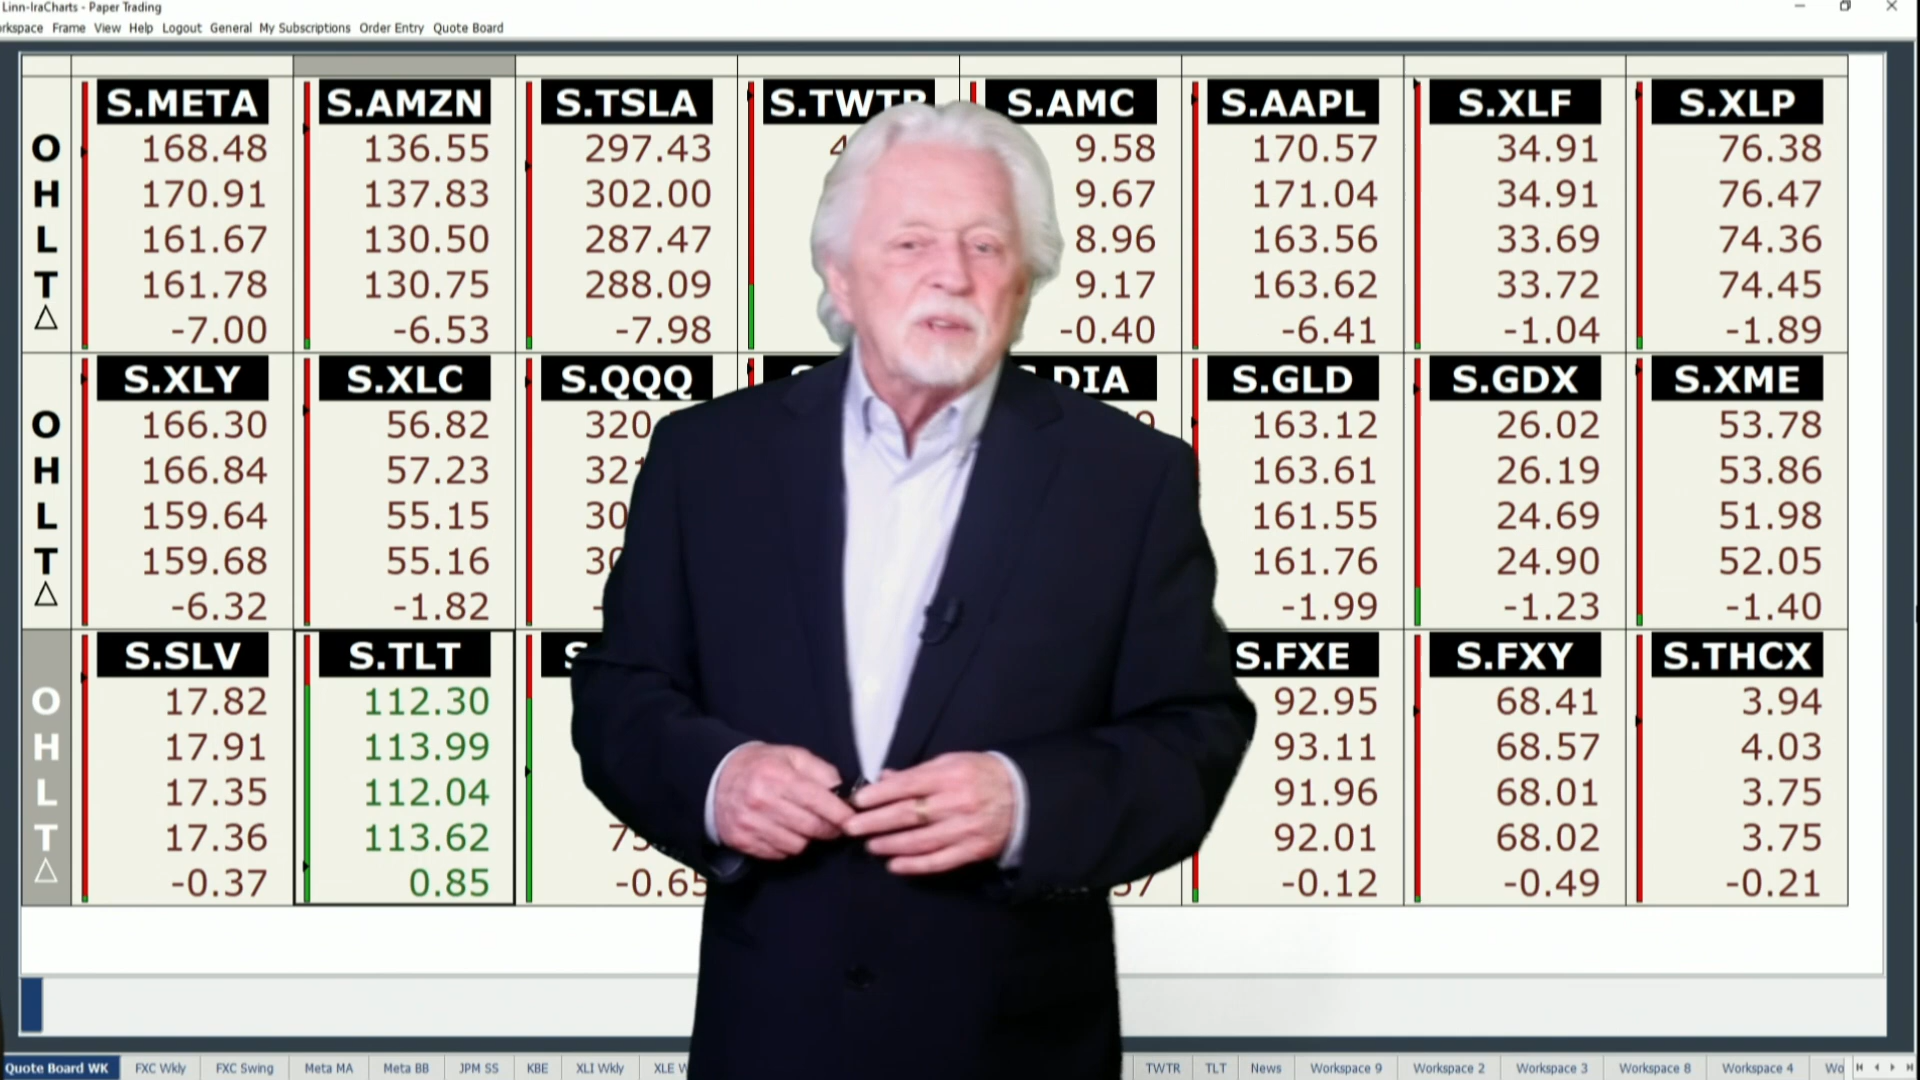 Linn-IraCharts - Paper Trading
rkspace Frame View Help Logout General My Subscriptions Order Entry Quote Board
S.META S.AMZN S.TSLA S.TWTR S.AMC S.AAPL S.XLF S.XLP
O 168.48 136.55 297.43 4 9.58 170.57 34.91 76.38
H 170.91 137.83 302.00 9.67 171.04 34.91 76.47
L 161.67 130.50 287.47 8.96 163.56 33.69 74.36
T 161.78 130.75 288.09 9.17 163.62 33.72 74.45
△ -7.00 -6.53 -7.98 -0.40 -6.41 -1.04 -1.89
S.XLY S.XLC S.QQQ DIA S.GLD S.GDX S.XME
O 166.30 56.82 320 163.12 26.02 53.78
H 166.84 57.23 163.61 26.19 53.86
L 159.64 55.15 30 161.55 24.69 51.98
T 159.68 55.16 30 161.76 24.90 52.05
△ -6.32 -1.82 - -1.99 -1.23 -1.40
S.SLV S.TLT S S.FXE S.FXY S.THCX
O 17.82 112.30 92.95 68.41 3.94
H 17.91 113.99 93.11 68.57 4.03
L 17.35 112.04 91.96 68.01 3.75
T 17.36 113.62 92.01 68.02 3.75
△ -0.37 0.85 -0.65 -0.12 -0.49 -0.21
Quote Board WK FXC Wkly FXC Swing Meta MA Meta BB JPM SS KBE XLI Wkly XLE TWTR TLT News Workspace 9 Workspace 2 Workspace 3 Workspace 8 Workspace 4 Wo